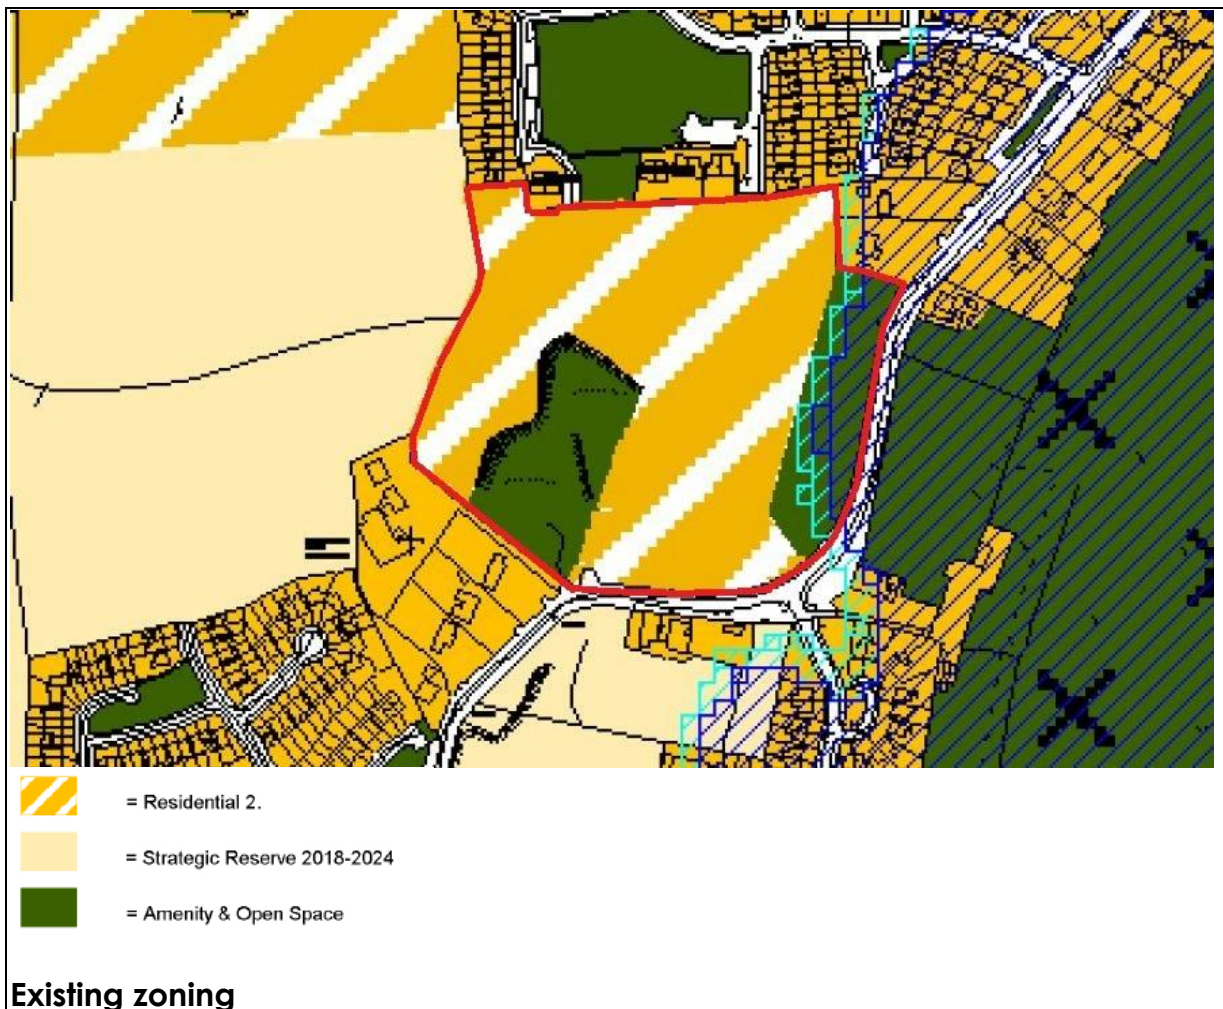 = Residential 2.
= Strategic Reserve 2018-2024
= Amenity & Open Space
Existing zoning